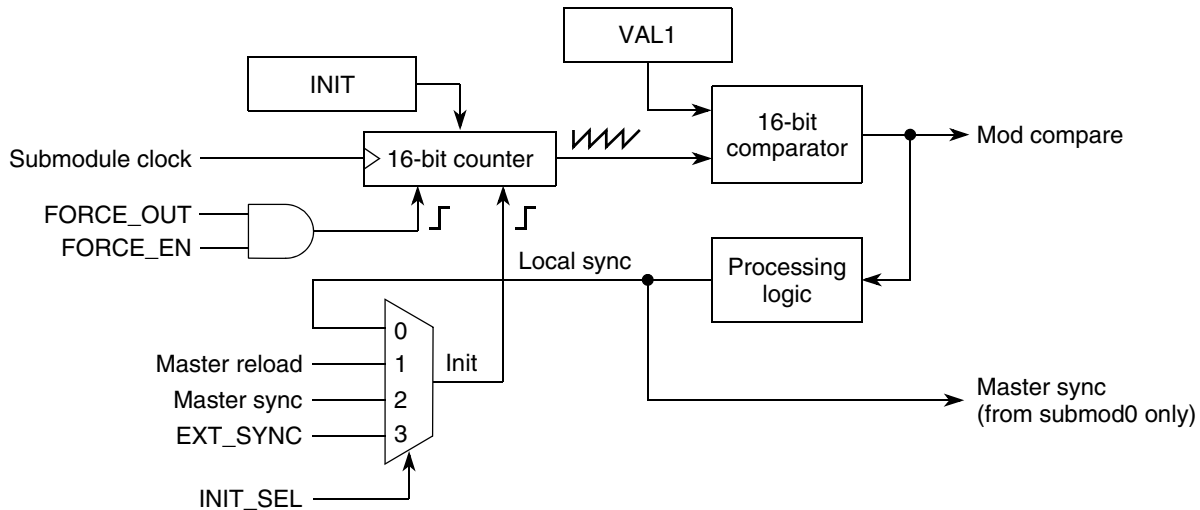 VAL1
INIT
16-bit
comparator
Mod compare
Submodule clock
16-bit counter
FORCE_OUT
FORCE_EN
Local sync
Processing
logic
0
Master reload
1
Init
Master sync
2
Master sync
(from submod0 only)
EXT_SYNC
3
INIT_SEL